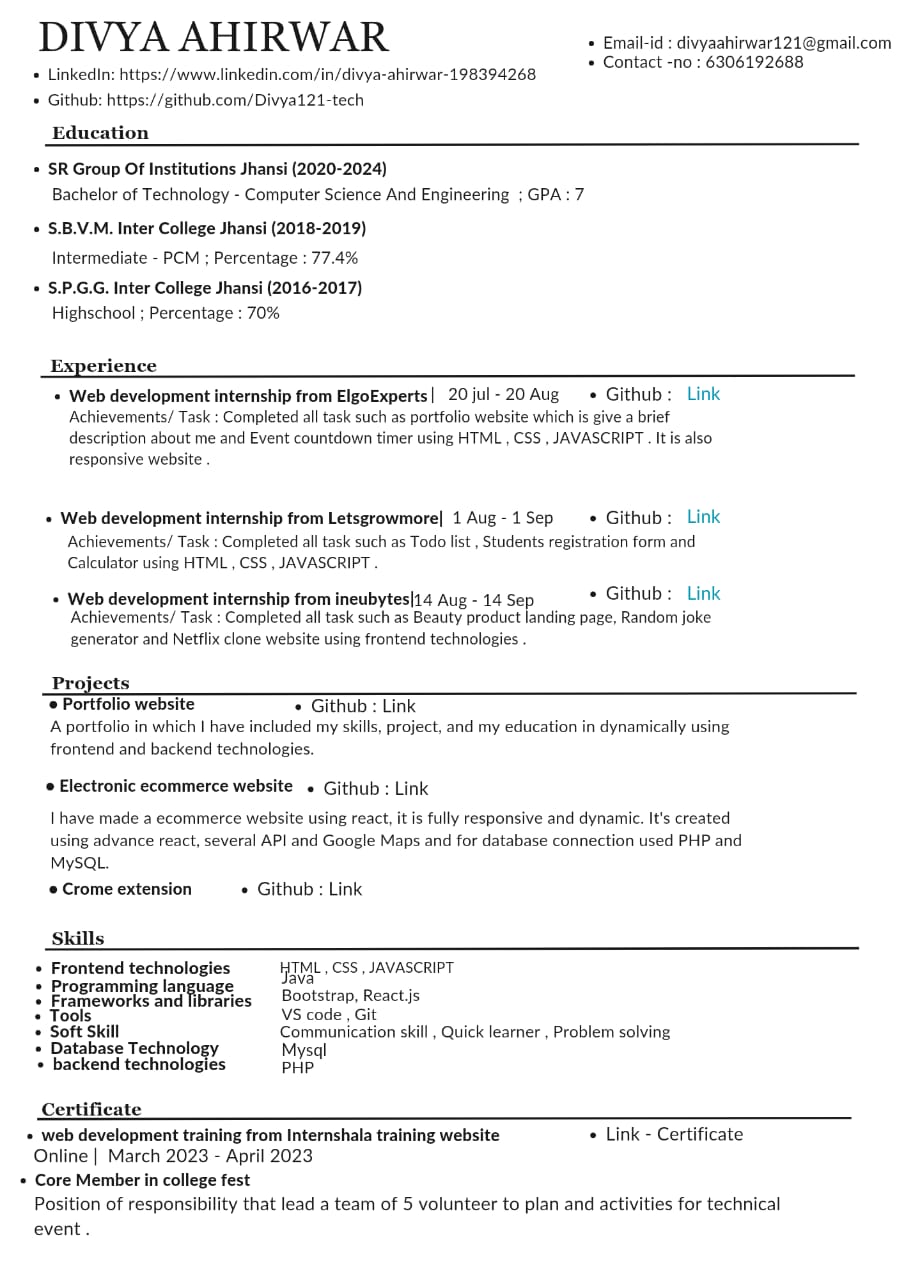 DIVYA AHIRWAR
• Email-id : divyaahirwar121@gmail.com
• Contact -no : 6306192688
• LinkedIn: https://www.linkedin.com/in/divya-ahirwar-198394268
• Github: https://github.com/Divya121-tech
Education
• SR Group Of Institutions Jhansi (2020-2024)
Bachelor of Technology - Computer Science And Engineering ; GPA : 7
• S.B.V.M. Inter College Jhansi (2018-2019)
Intermediate - PCM ; Percentage : 77.4%
• S.P.G.G. Inter College Jhansi (2016-2017)
Highschool ; Percentage : 70%
Experience
• Web development internship from ElgoExperts | 20 jul - 20 Aug • Github : Link
Achievements/ Task : Completed all task such as portfolio website which is give a brief
description about me and Event countdown timer using HTML , CSS , JAVASCRIPT . It is also
responsive website .
• Web development internship from Letsgrowmore| 1 Aug - 1 Sep • Github : Link
Achievements/ Task : Completed all task such as Todo list , Students registration form and
Calculator using HTML , CSS , JAVASCRIPT .
• Web development internship from ineubytes|14 Aug - 14 Sep • Github : Link
Achievements/ Task : Completed all task such as Beauty product landing page, Random joke
generator and Netflix clone website using frontend technologies .
Projects
• Portfolio website • Github : Link
A portfolio in which I have included my skills, project, and my education in dynamically using
frontend and backend technologies.
• Electronic ecommerce website • Github : Link
I have made a ecommerce website using react, it is fully responsive and dynamic. It's created
using advance react, several API and Google Maps and for database connection used PHP and
MySQL.
• Crome extension • Github : Link
Skills
• Frontend technologies HTML , CSS , JAVASCRIPT
• Programming language Java
• Frameworks and libraries Bootstrap, React.js
• Tools VS code , Git
• Soft Skill Communication skill , Quick learner , Problem solving
• Database Technology Mysql
• backend technologies PHP
Certificate
• web development training from Internshala training website • Link - Certificate
Online | March 2023 - April 2023
• Core Member in college fest
Position of responsibility that lead a team of 5 volunteer to plan and activities for technical
event .